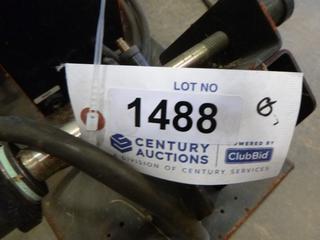 LOT NO
1488
CENTURY
AUCTIONS
POWERED BY
ClubBid
A DIVISION OF CENTURY SERVICES